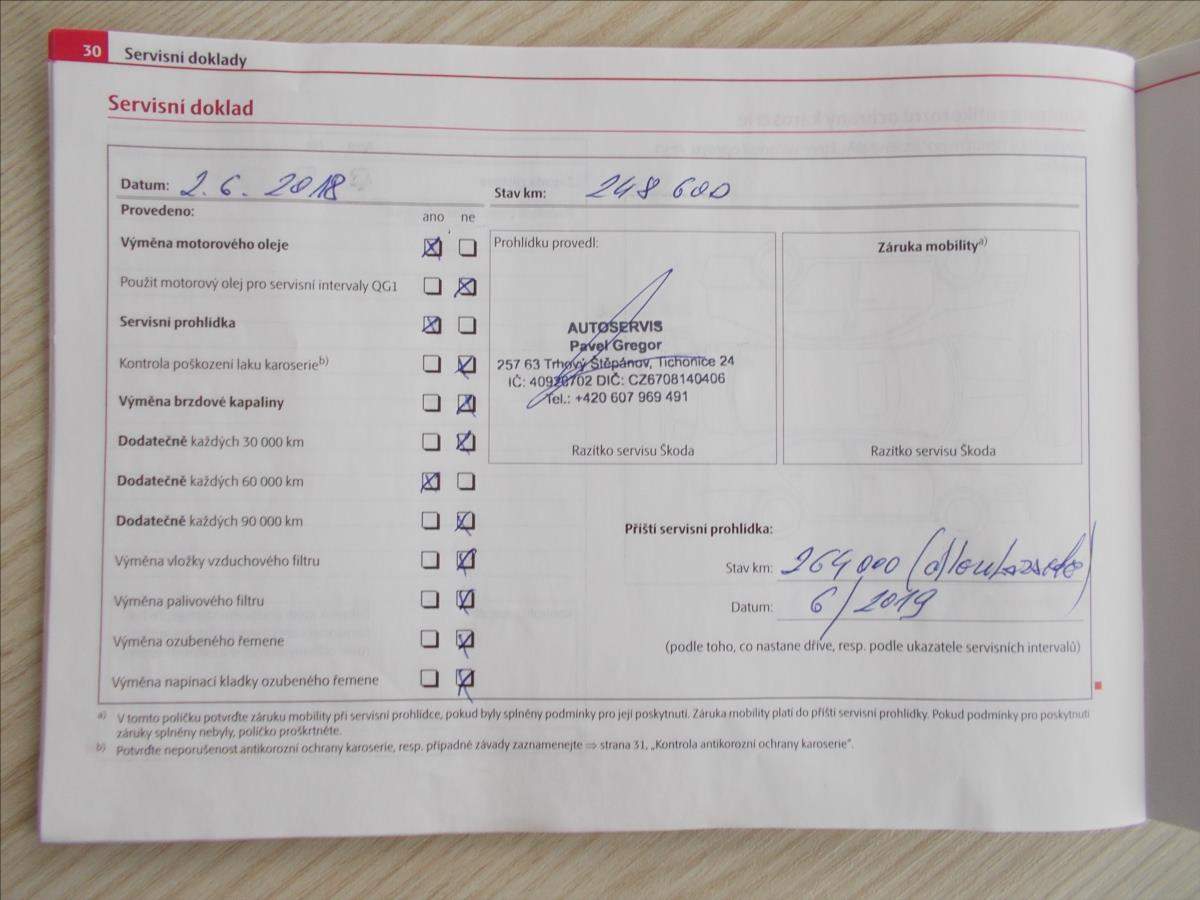 30 Servisní doklady
Servisní doklad
Datum: 2. 6. 2018
Stav km: 248 600
Provedeno:
ano ne
Výměna motorového oleje
Použit motorový olej pro servisní intervaly QG1
Servisní prohlídka
Kontrola poškození laku karoserie b)
Výměna brzdové kapaliny
Dodatečně každých 30 000 km
Dodatečně každých 60 000 km
Dodatečně každých 90 000 km
Výměna vložky vzduchového filtru
Výměna palivového filtru
Výměna ozubeného řemene
Výměna napínací kladky ozubeného řemene
Prohlídku provedl:
AUTOSERVIS
Pavel Gregor
257 63 Trhový Štěpánov, Tichonice 24
IČ: 40926702 DIČ: CZ6708140406
Tel.: +420 607 969 491
Razítko servisu Škoda
Záruka mobility a)
Razítko servisu Škoda
Příští servisní prohlídka:
Stav km: 264 000
Datum: 6/2019
(podle toho, co nastane dříve, resp. podle ukazatele servisních intervalů)
a) V tomto políčku potvrďte záruku mobility při servisní prohlídce, pokud byly splněny podmínky pro její poskytnutí. Záruka mobility platí do příští servisní prohlídky. Pokud podmínky pro poskytnutí
záruky splněny nebyly, políčko proškrtněte.
b) Potvrďte neporušenost antikorozní ochrany karoserie, resp. případné závady zaznamenejte ⇒ strana 31, „Kontrola antikorozní ochrany karoserie“.